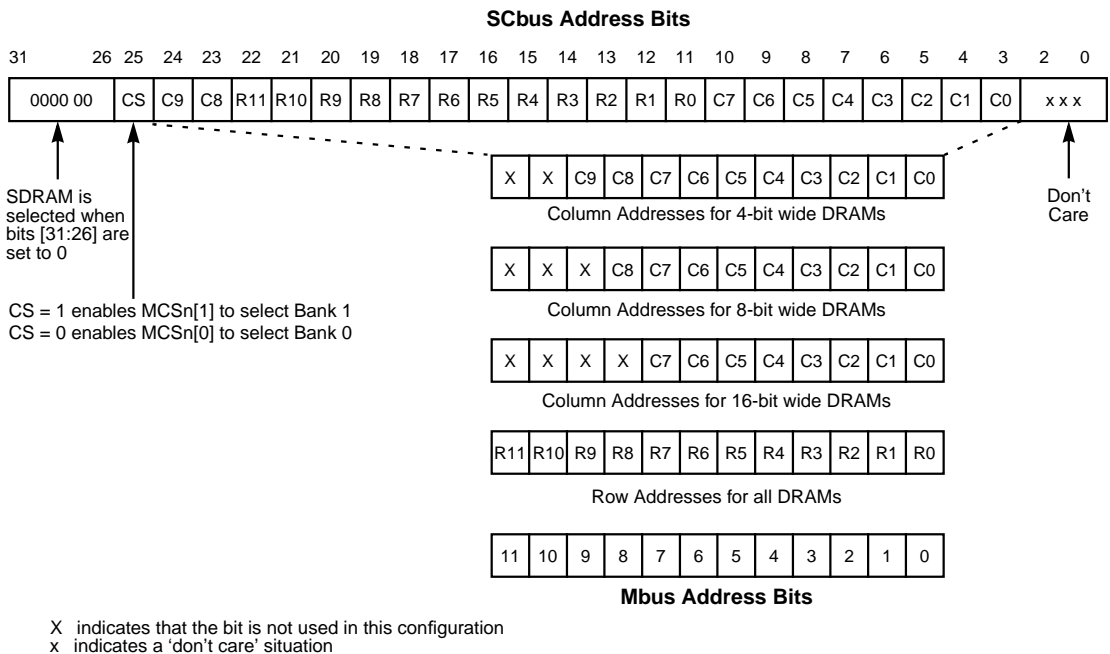 SCbus Address Bits
31 26 25 24 23 22 21 20 19 18 17 16 15 14 13 12 11 10 9 8 7 6 5 4 3 2 0
0000 00 CS C9 C8 R11 R10 R9 R8 R7 R6 R5 R4 R3 R2 R1 R0 C7 C6 C5 C4 C3 C2 C1 C0 x x x
SDRAM is
selected when
bits [31:26] are
set to 0
Don't
Care
X X C9 C8 C7 C6 C5 C4 C3 C2 C1 C0
Column Addresses for 4-bit wide DRAMs
X X X C8 C7 C6 C5 C4 C3 C2 C1 C0
Column Addresses for 8-bit wide DRAMs
CS = 1 enables MCSn[1] to select Bank 1
CS = 0 enables MCSn[0] to select Bank 0
X X X X C7 C6 C5 C4 C3 C2 C1 C0
Column Addresses for 16-bit wide DRAMs
R11 R10 R9 R8 R7 R6 R5 R4 R3 R2 R1 R0
Row Addresses for all DRAMs
11 10 9 8 7 6 5 4 3 2 1 0
Mbus Address Bits
X indicates that the bit is not used in this configuration
x indicates a ‘don’t care’ situation